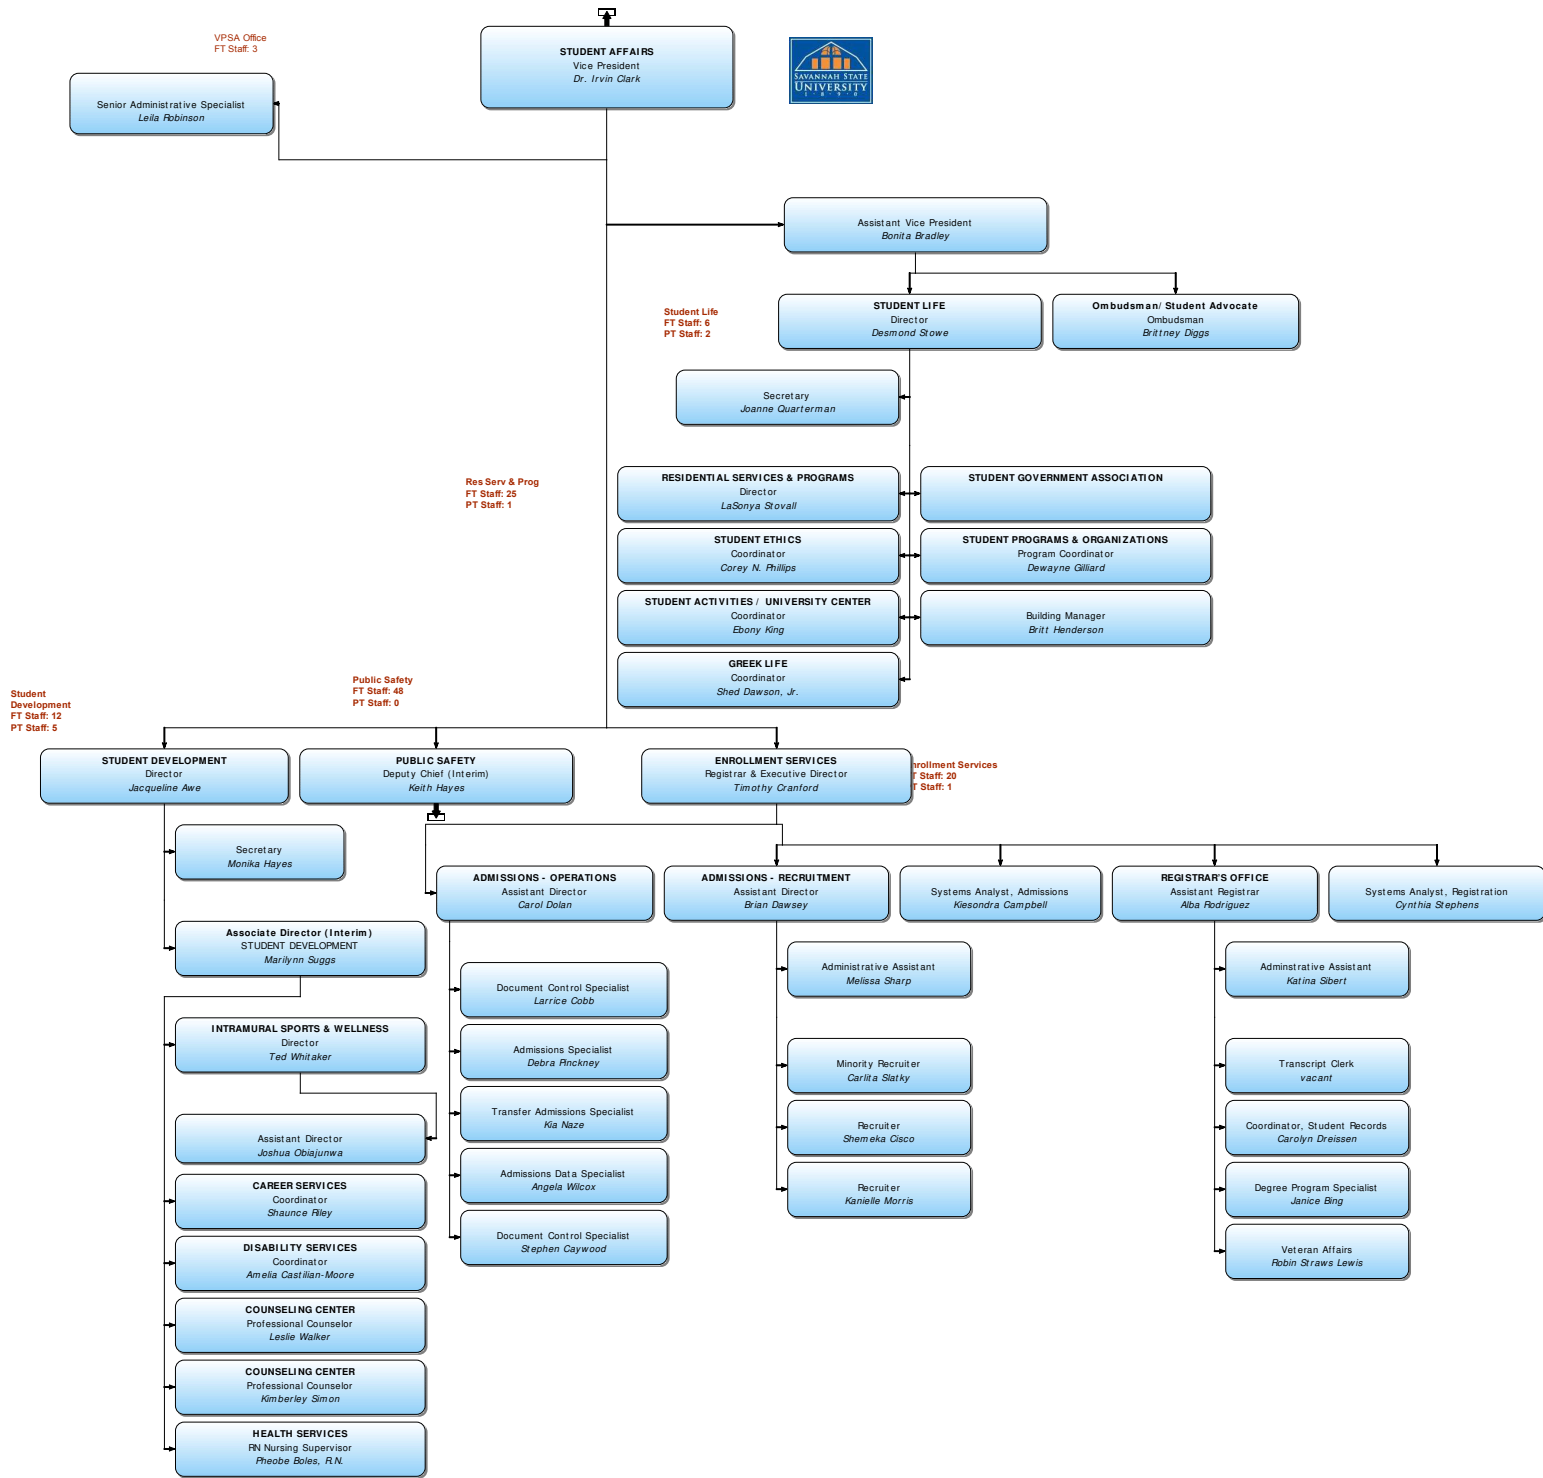 VPSA Office
FT Staff: 3
STUDENT AFFAIRS
Vice President
Dr. Irvin Clark
SAVANNAH STATE
UNIVERSITY
1 · 8 · 9 · 0
Senior Administrative Specialist
Leila Robinson
Assistant Vice President
Bonita Bradley
Student Life
FT Staff: 6
PT Staff: 2
STUDENT LIFE
Director
Desmond Stowe
Ombudsman/ Student Advocate
Ombudsman
Brittney Diggs
Secretary
Joanne Quarterman
Res Serv & Prog
FT Staff: 25
PT Staff: 1
RESIDENTIAL SERVICES & PROGRAMS
Director
LaSonya Stovall
STUDENT GOVERNMENT ASSOCIATION
STUDENT ETHICS
Coordinator
Corey N. Phillips
STUDENT PROGRAMS & ORGANIZATIONS
Program Coordinator
Dewayne Gilliard
STUDENT ACTIVITIES / UNIVERSITY CENTER
Coordinator
Ebony King
Building Manager
Britt Henderson
GREEK LIFE
Coordinator
Shed Dawson, Jr.
Student
Development
FT Staff: 12
PT Staff: 5
Public Safety
FT Staff: 48
PT Staff: 0
STUDENT DEVELOPMENT
Director
Jacqueline Awe
PUBLIC SAFETY
Deputy Chief (Interim)
Keith Hayes
ENROLLMENT SERVICES
Registrar & Executive Director
Timothy Cranford
nrollment Services
T Staff: 20
T Staff: 1
Secretary
Monika Hayes
Associate Director (Interim)
STUDENT DEVELOPMENT
Marilynn Suggs
INTRAMURAL SPORTS & WELLNESS
Director
Ted Whitaker
Assistant Director
Joshua Obiajunwa
CAREER SERVICES
Coordinator
Shaunce Riley
DISABILITY SERVICES
Coordinator
Amelia Castilian-Moore
COUNSELING CENTER
Professional Counselor
Leslie Walker
COUNSELING CENTER
Professional Counselor
Kimberley Simon
HEALTH SERVICES
RN Nursing Supervisor
Pheobe Boles, R.N.
ADMISSIONS - OPERATIONS
Assistant Director
Carol Dolan
Document Control Specialist
Larrice Cobb
Admissions Specialist
Debra Pinckney
Transfer Admissions Specialist
Kia Naze
Admissions Data Specialist
Angela Wilcox
Document Control Specialist
Stephen Caywood
ADMISSIONS - RECRUITMENT
Assistant Director
Brian Dawsey
Administrative Assistant
Melissa Sharp
Minority Recruiter
Carlita Slatky
Recruiter
Shemeka Cisco
Recruiter
Kanielle Morris
Systems Analyst, Admissions
Kiesondra Campbell
REGISTRAR'S OFFICE
Assistant Registrar
Alba Rodriguez
Adminstrative Assistant
Katina Sibert
Transcript Clerk
vacant
Coordinator, Student Records
Carolyn Dreissen
Degree Program Specialist
Janice Bing
Veteran Affairs
Robin Straws Lewis
Systems Analyst, Registration
Cynthia Stephens